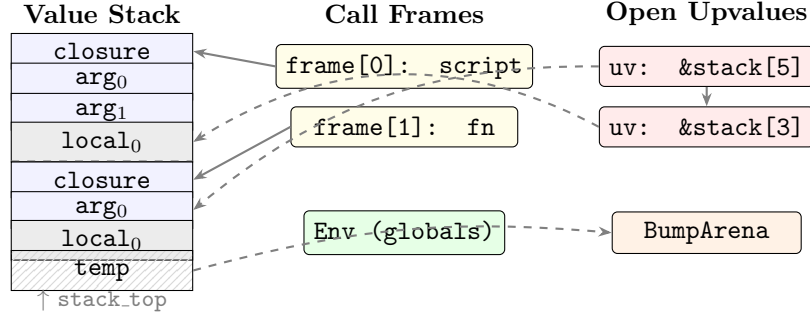 Value Stack
closure
arg0
arg1
local0
closure
arg0
local0
temp
↑ stack_top
Call Frames
frame[0]: script
frame[1]: fn
Env (globals)
Open Upvalues
uv: &stack[5]
uv: &stack[3]
BumpArena